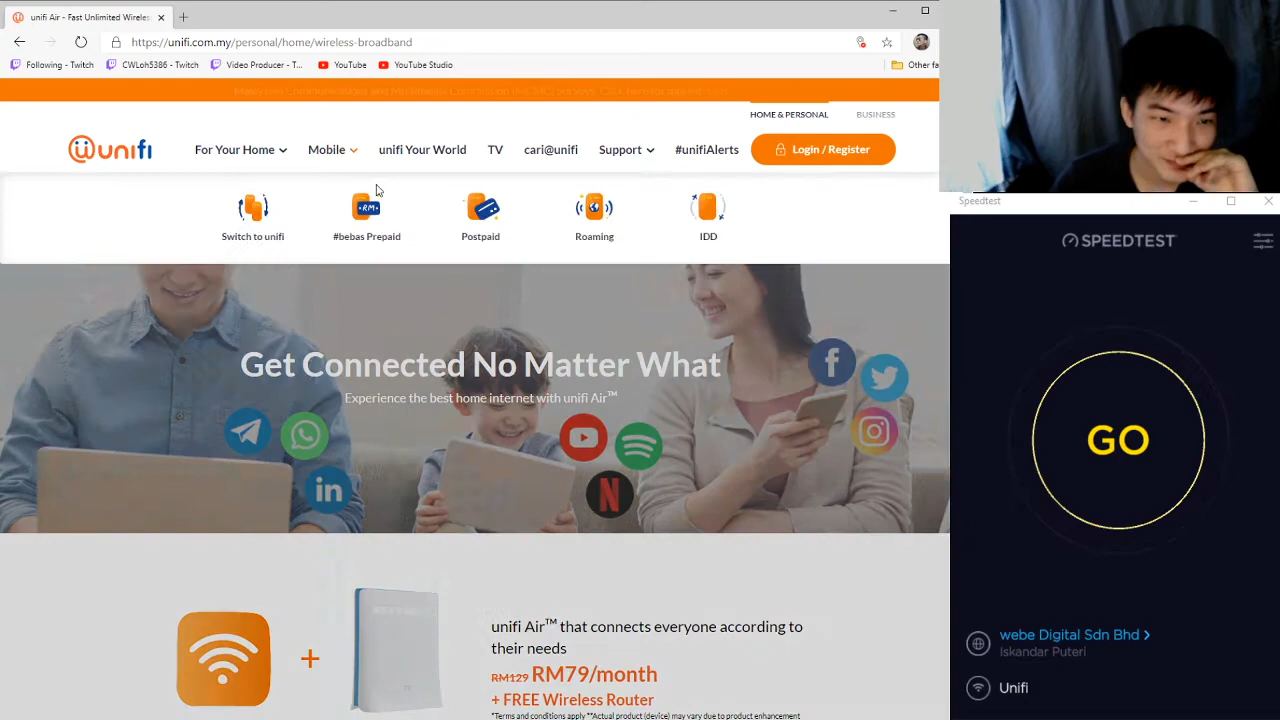 unifi Air - Fast Unlimited Wireles
https://unifi.com.my/personal/home/wireless-broadband
Following - Twitch
CWLoh5386 - Twitch
Video Producer - T...
YouTube
YouTube Studio
Other fa
HOME & PERSONAL
BUSINESS
unifi
For Your Home
Mobile
unifi Your World
TV
cari@unifi
Support
#unifiAlerts
Login / Register
RM
Switch to unifi
#bebas Prepaid
Postpaid
Roaming
IDD
Get Connected No Matter What
Experience the best home internet with unifi Air™
in
f
N
+
unifi Air™ that connects everyone according to
their needs
RM129 RM79/month
+ FREE Wireless Router
*Terms and conditions apply **Actual product (device) may vary due to product enhancement
Speedtest
SPEEDTEST
GO
webe Digital Sdn Bhd
Iskandar Puteri
Unifi